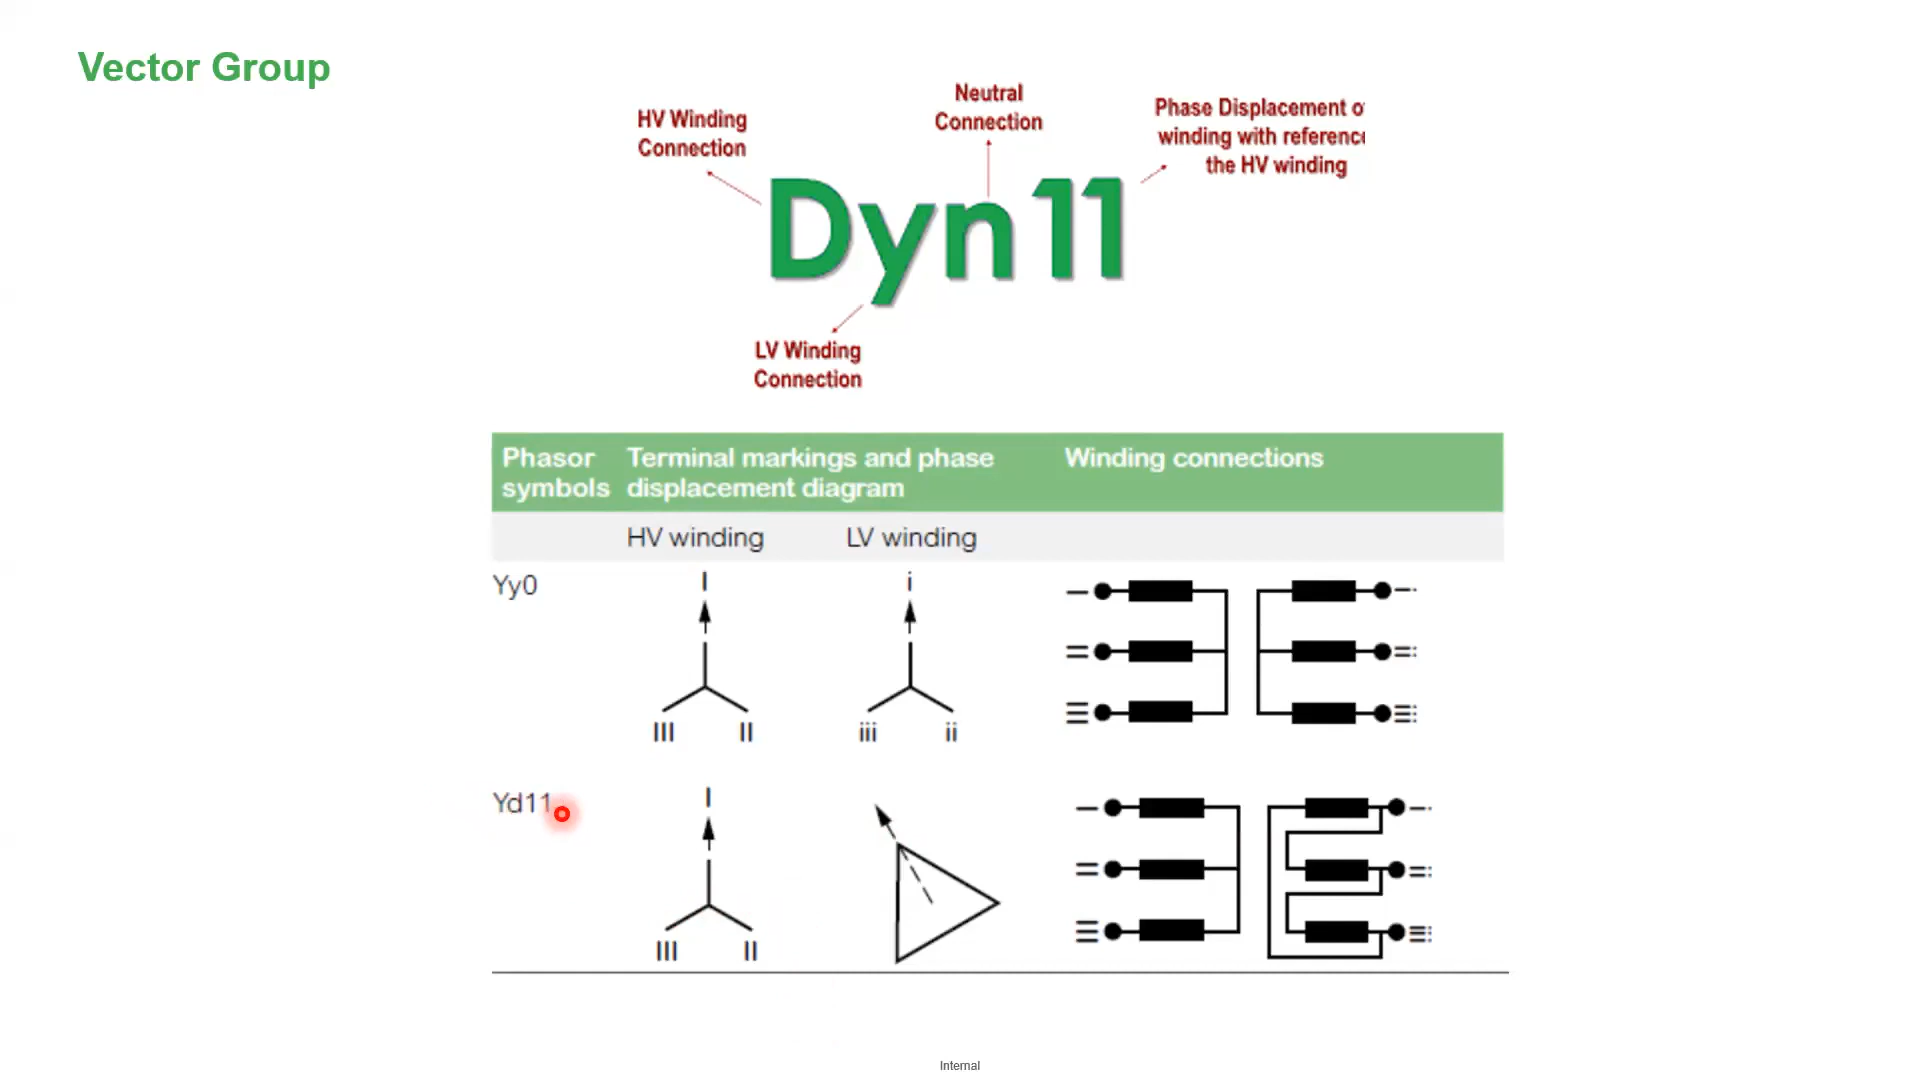 Vector Group
HV Winding
Connection
Neutral
Connection
Phase Displacement o
winding with referenc
the HV winding
Dyn11
LV Winding
Connection
Phasor
symbols
Terminal markings and phase
displacement diagram
Winding connections
HV winding
LV winding
Yy0
I
III
II
i
iii
ii
Yd11
I
III
II
Internal